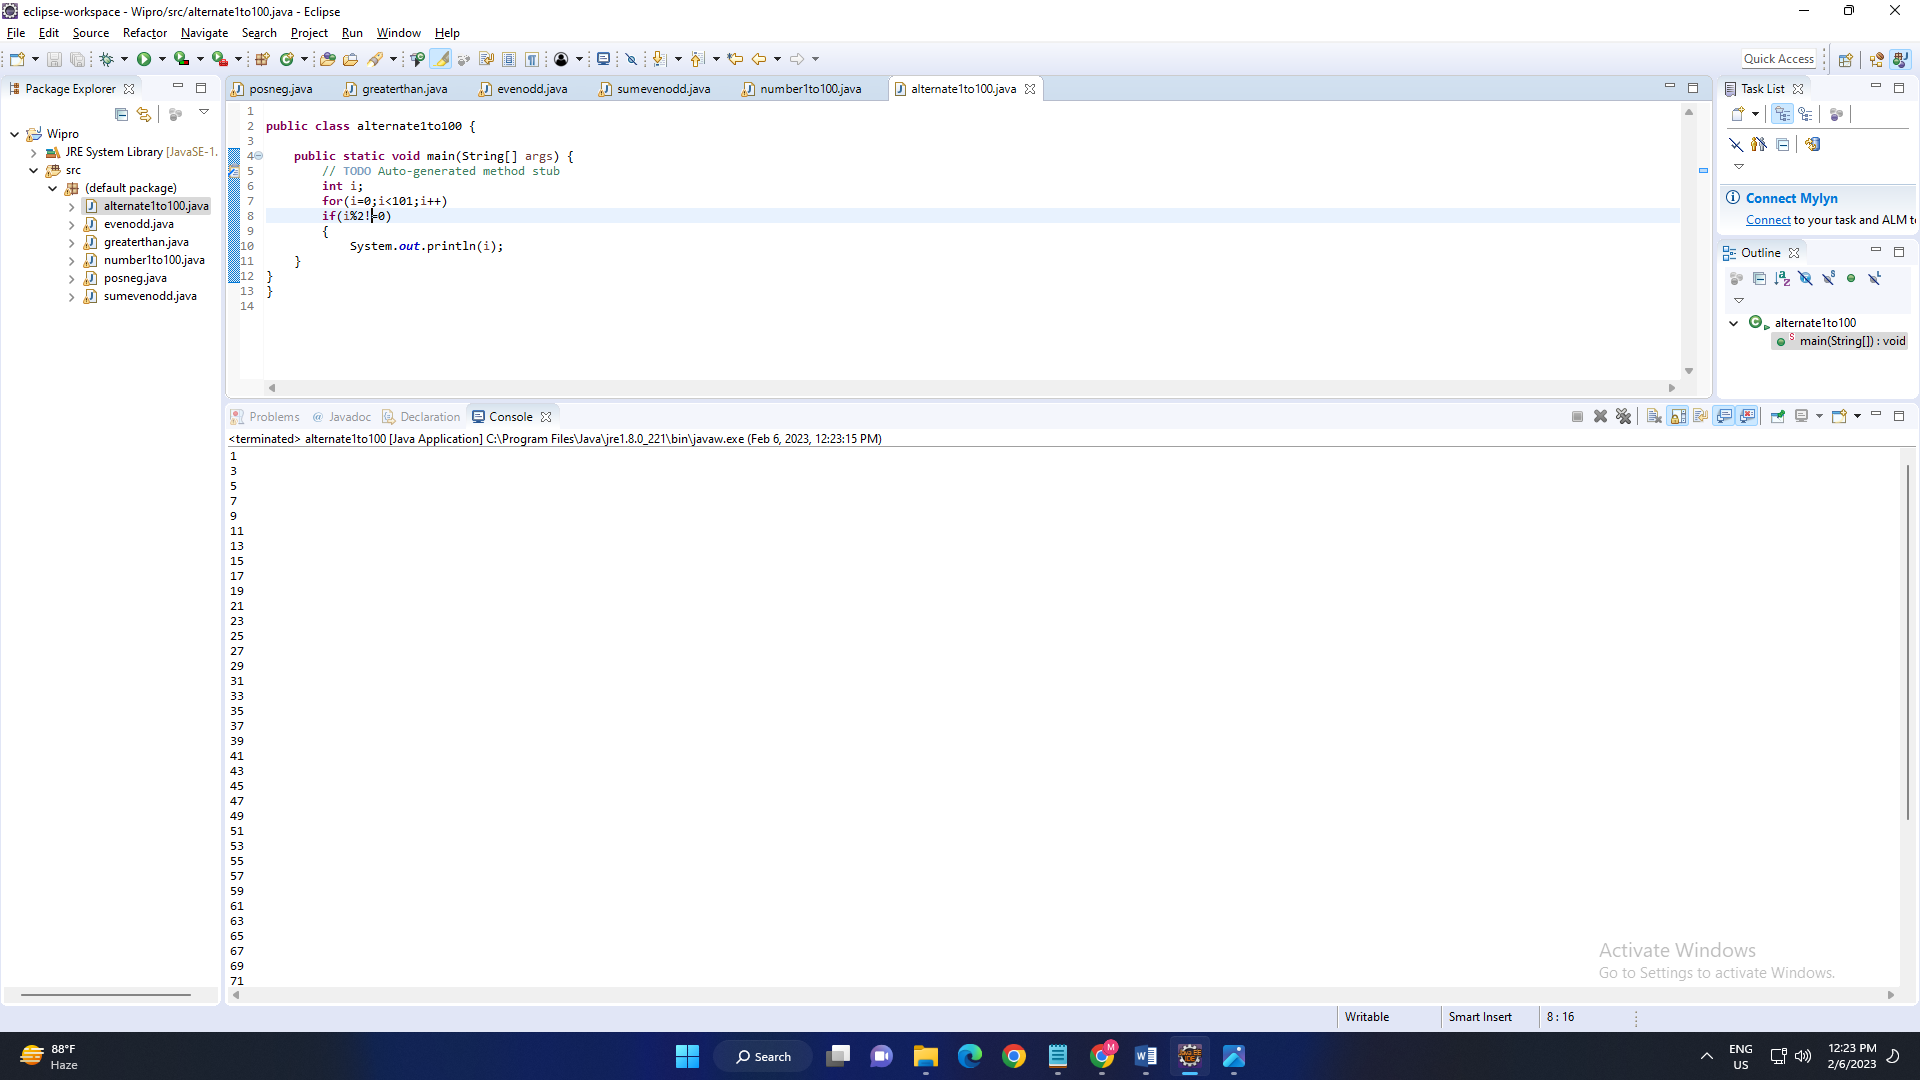 eclipse-workspace - Wipro/src/alternate1to100.java - Eclipse
File Edit Source Refactor Navigate Search Project Run Window Help
Quick Access
Package Explorer
Wipro
JRE System Library [JavaSE-1.
src
(default package)
alternate1to100.java
evenodd.java
greaterthan.java
number1to100.java
posneg.java
sumevenodd.java
posneg.java greaterthan.java evenodd.java sumevenodd.java number1to100.java alternate1to100.java
1
2 public class alternate1to100 {
3
4 public static void main(String[] args) {
5 // TODO Auto-generated method stub
6 int i;
7 for(i=0;i<101;i++)
8 if(i%2!=0)
9 {
10 System.out.println(i);
11 }
12 }
13 }
14
Task List
Connect Mylyn
Connect to your task and ALM t
Outline
alternate1to100
main(String[]) : void
Problems @ Javadoc Declaration Console
<terminated> alternate1to100 [Java Application] C:\Program Files\Java\jre1.8.0_221\bin\javaw.exe (Feb 6, 2023, 12:23:15 PM)
1
3
5
7
9
11
13
15
17
19
21
23
25
27
29
31
33
35
37
39
41
43
45
47
49
51
53
55
57
59
61
63
65
67
69
71
Activate Windows
Go to Settings to activate Windows.
Writable Smart Insert 8 : 16
88°F
Haze
Search
ENG
US
12:23 PM
2/6/2023